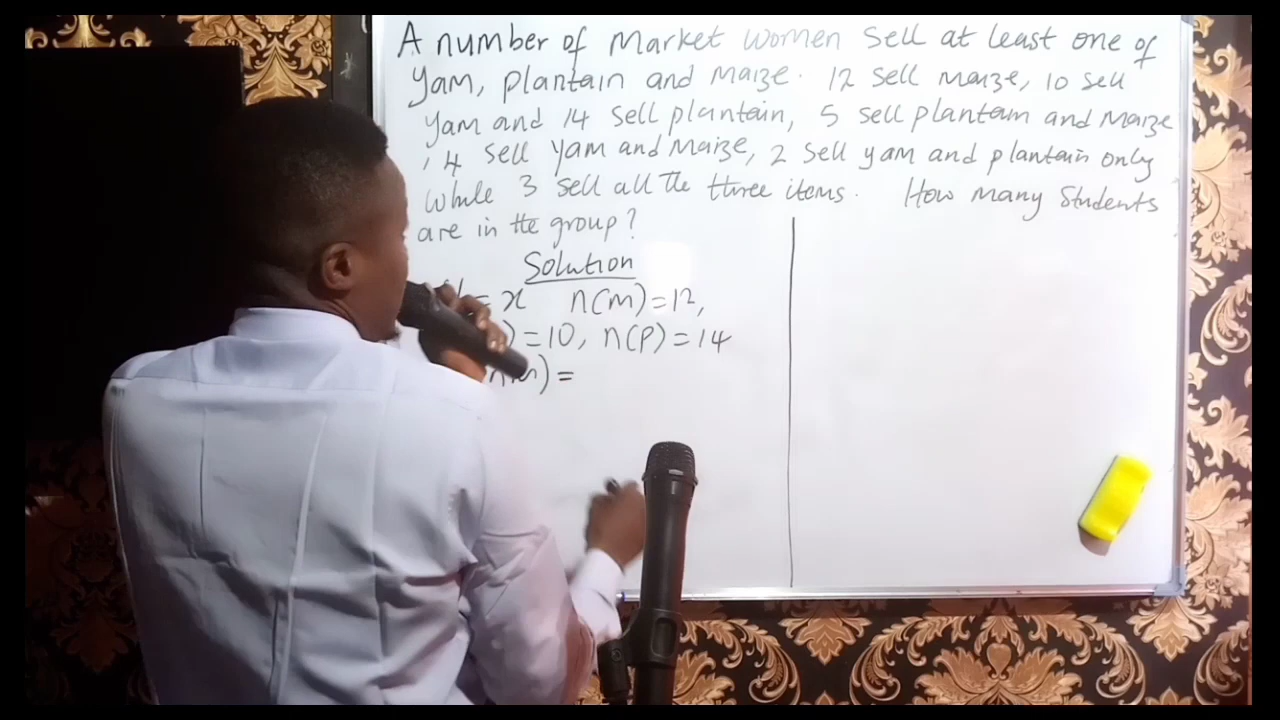 A number of market women sell at least one of
yam, plantain and maize. 12 sell maize, 10 sell
yam and 14 sell plantain, 5 sell plantain and maize
, 4 sell yam and maize, 2 sell yam and plantain only
while 3 sell all the three items. How many students
are in the group?
Solution
= x n(m) = 12,
) = 10, n(p) = 14
m) =